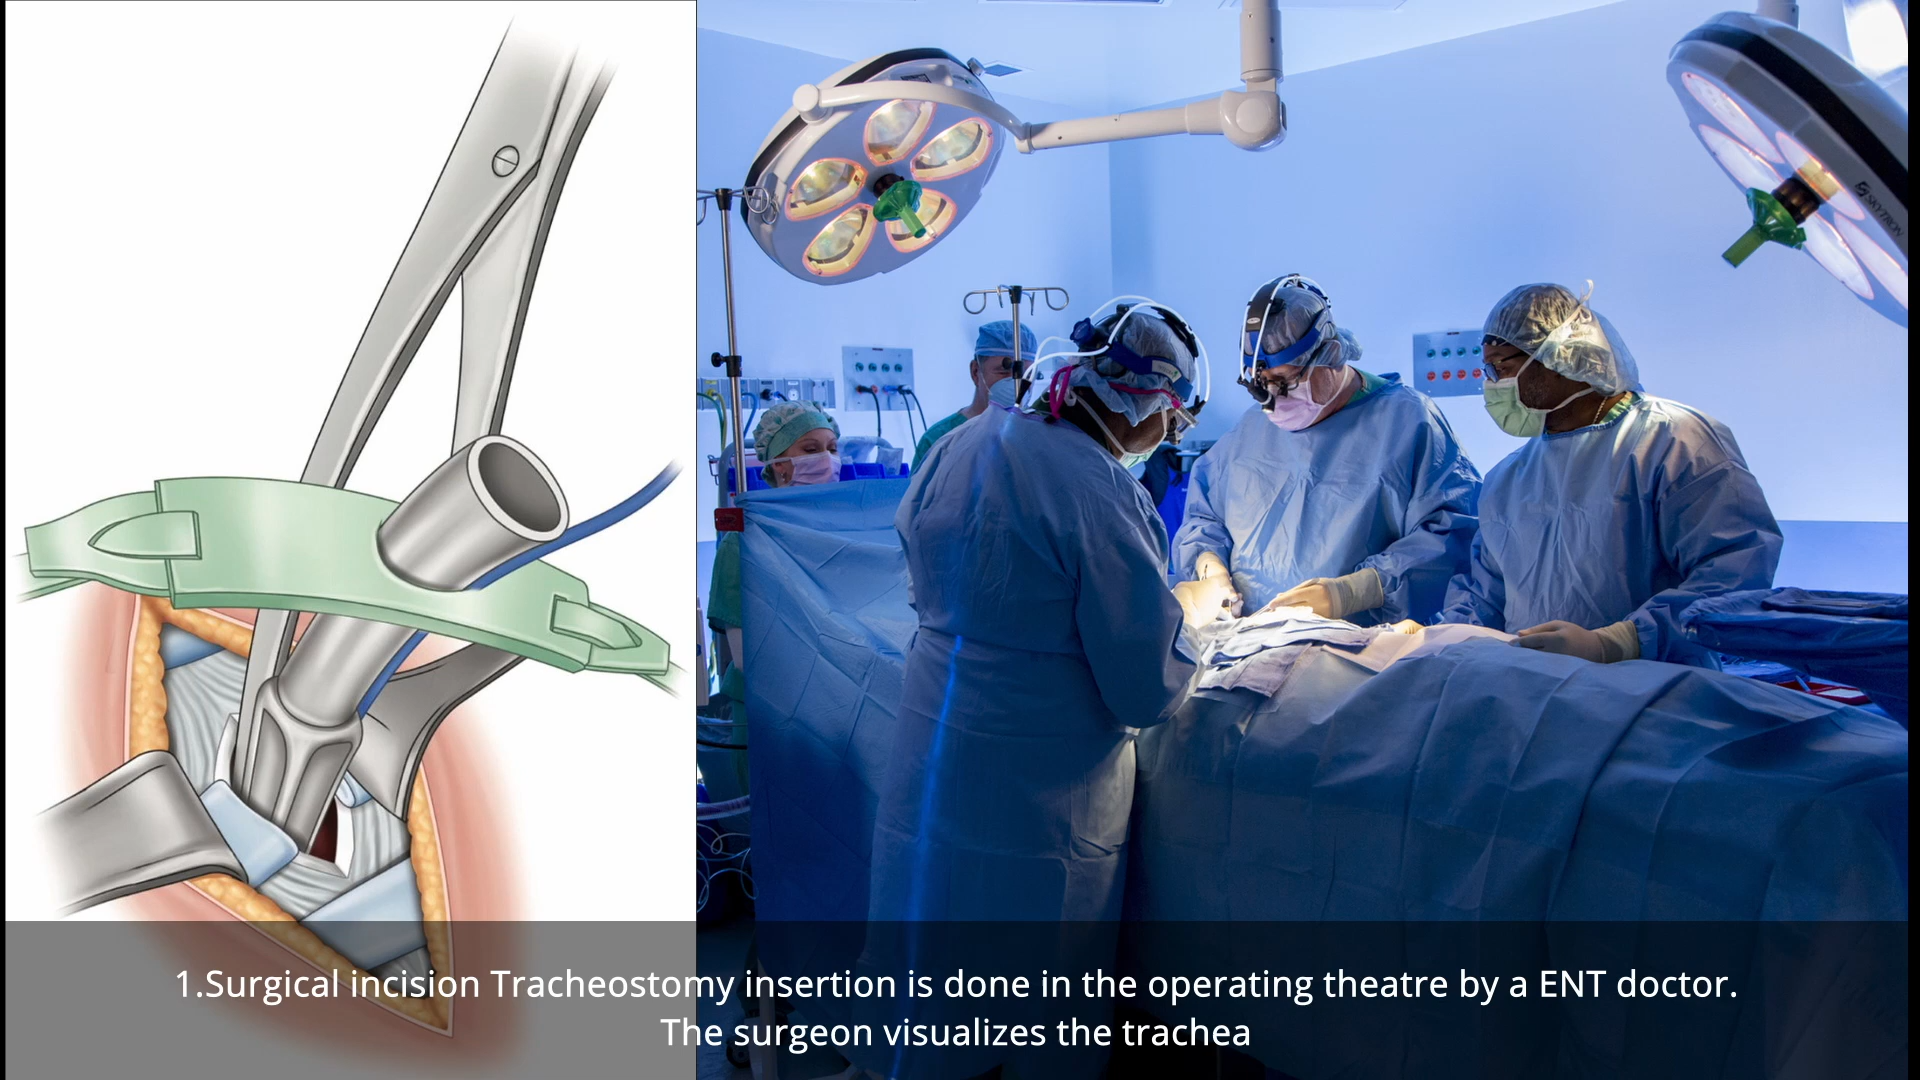 SKYTRON
1.Surgical incision Tracheostomy insertion is done in the operating theatre by a ENT doctor.
The surgeon visualizes the trachea